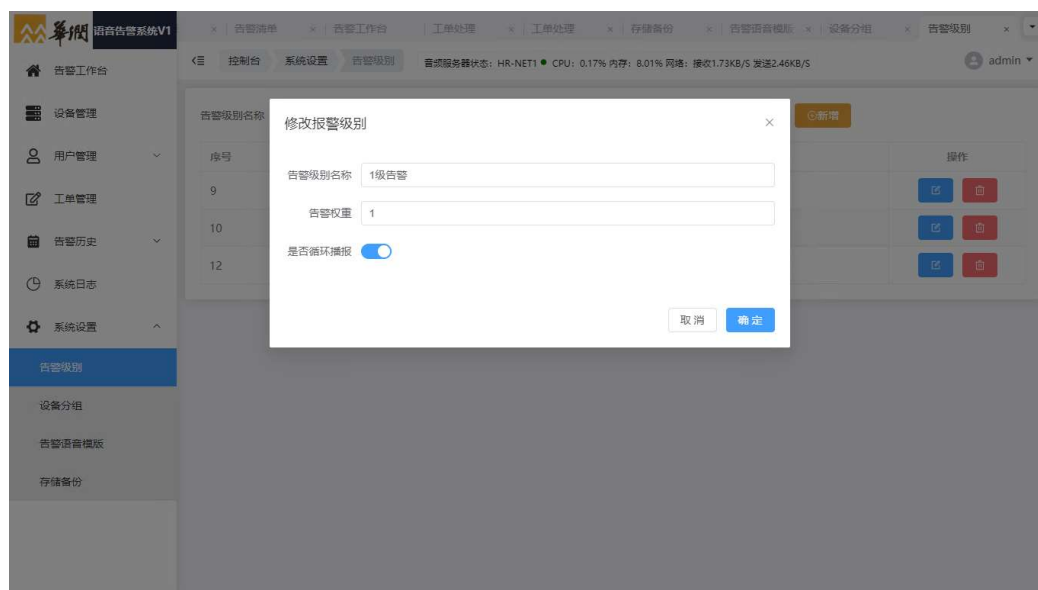 華閏 语音告警系统V1
告警清单 告警工作台 工单处理 工单处理 存储备份 告警语音模版 设备分组 告警级别
告警工作台
控制台 系统设置 告警级别 音频服务器状态: HR-NET1 CPU: 0.17% 内存: 8.01% 网络: 接收1.73KB/S 发送2.46KB/S admin
设备管理
告警级别名称 新增
修改报警级别
用户管理
序号 操作
告警级别名称 1级告警
工单管理
9
告警权重 1
10
告警历史
是否循环播报
12
系统日志
取消 确定
系统设置
告警级别
设备分组
告警语音模版
存储备份